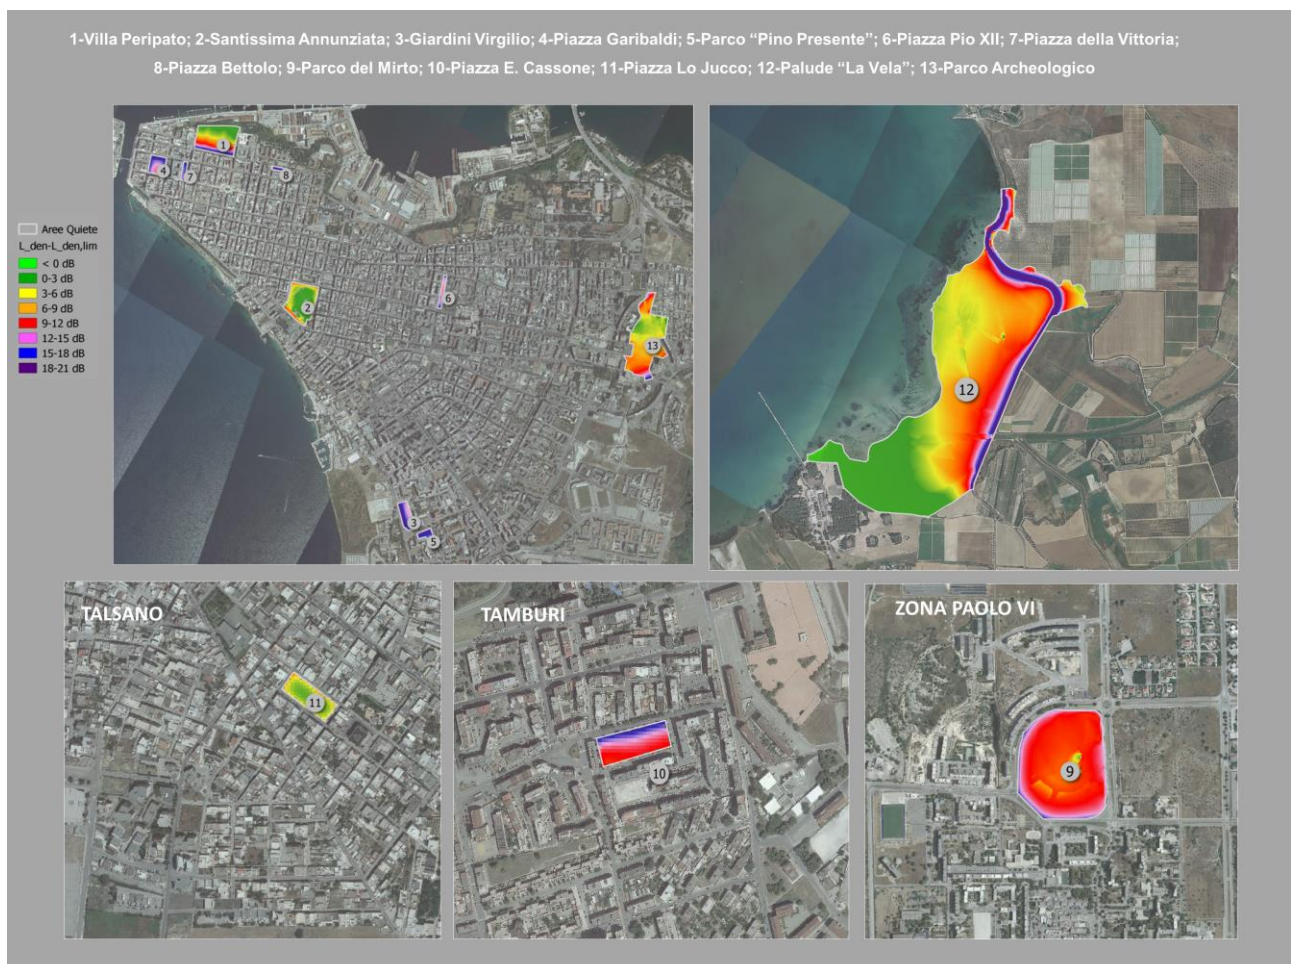 1-Villa Peripato; 2-Santissima Annunziata; 3-Giardini Virgilio; 4-Piazza Garibaldi; 5-Parco “Pino Presente”; 6-Piazza Pio XII; 7-Piazza della Vittoria;
8-Piazza Bettolo; 9-Parco del Mirto; 10-Piazza E. Cassone; 11-Piazza Lo Jucco; 12-Palude “La Vela”; 13-Parco Archeologico
Aree Quiete
L_den-L_den,lim
< 0 dB
0-3 dB
3-6 dB
6-9 dB
9-12 dB
12-15 dB
15-18 dB
18-21 dB
1
4
7
8
2
6
13
3
5
12
TALSANO
11
TAMBURI
10
ZONA PAOLO VI
9